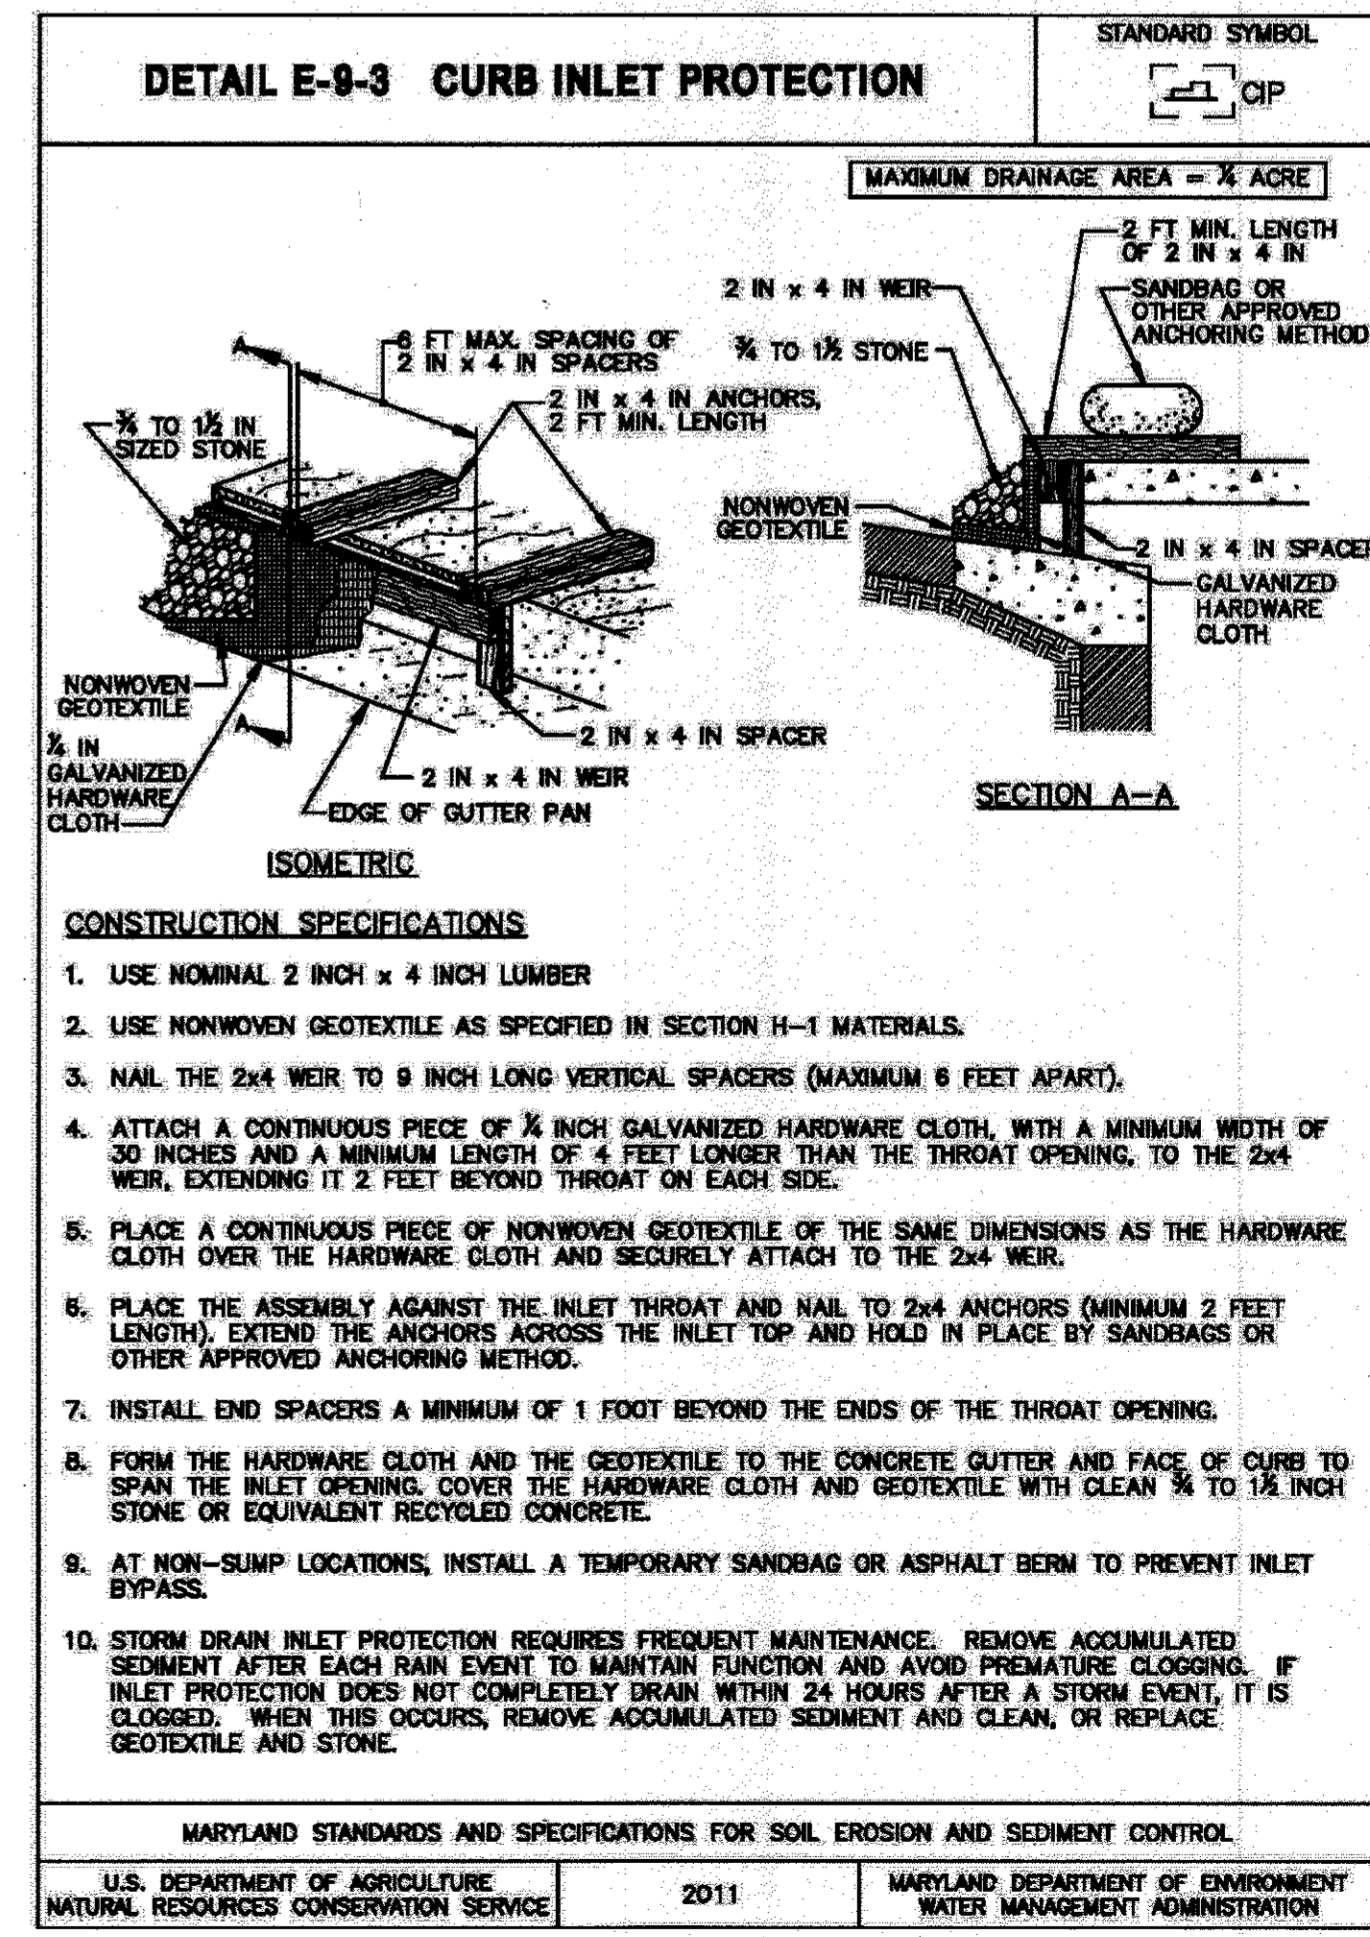 DETAIL E-9-3 CURB INLET PROTECTION
STANDARD SYMBOL
CIP
MAXIMUM DRAINAGE AREA = ¼ ACRE
6 FT MAX. SPACING OF
2 IN x 4 IN SPACERS
2 IN x 4 IN ANCHORS,
2 FT MIN. LENGTH
¾ TO 1½ IN
SIZED STONE
A
NONWOVEN
GEOTEXTILE
A
¼ IN
GALVANIZED
HARDWARE
CLOTH
2 IN x 4 IN SPACER
2 IN x 4 IN WEIR
EDGE OF GUTTER PAN
ISOMETRIC
2 FT MIN. LENGTH
OF 2 IN x 4 IN
2 IN x 4 IN WEIR
SANDBAG OR
OTHER APPROVED
ANCHORING METHOD
¾ TO 1½ STONE
NONWOVEN
GEOTEXTILE
2 IN x 4 IN SPACER
GALVANIZED
HARDWARE
CLOTH
SECTION A-A
CONSTRUCTION SPECIFICATIONS
1. USE NOMINAL 2 INCH x 4 INCH LUMBER
2. USE NONWOVEN GEOTEXTILE AS SPECIFIED IN SECTION H-1 MATERIALS.
3. NAIL THE 2x4 WEIR TO 9 INCH LONG VERTICAL SPACERS (MAXIMUM 6 FEET APART).
4. ATTACH A CONTINUOUS PIECE OF ¼ INCH GALVANIZED HARDWARE CLOTH, WITH A MINIMUM WIDTH OF
30 INCHES AND A MINIMUM LENGTH OF 4 FEET LONGER THAN THE THROAT OPENING, TO THE 2x4
WEIR, EXTENDING IT 2 FEET BEYOND THROAT ON EACH SIDE.
5. PLACE A CONTINUOUS PIECE OF NONWOVEN GEOTEXTILE OF THE SAME DIMENSIONS AS THE HARDWARE
CLOTH OVER THE HARDWARE CLOTH AND SECURELY ATTACH TO THE 2x4 WEIR.
6. PLACE THE ASSEMBLY AGAINST THE INLET THROAT AND NAIL TO 2x4 ANCHORS (MINIMUM 2 FEET
LENGTH). EXTEND THE ANCHORS ACROSS THE INLET TOP AND HOLD IN PLACE BY SANDBAGS OR
OTHER APPROVED ANCHORING METHOD.
7. INSTALL END SPACERS A MINIMUM OF 1 FOOT BEYOND THE ENDS OF THE THROAT OPENING.
8. FORM THE HARDWARE CLOTH AND THE GEOTEXTILE TO THE CONCRETE GUTTER AND FACE OF CURB TO
SPAN THE INLET OPENING. COVER THE HARDWARE CLOTH AND GEOTEXTILE WITH CLEAN ¾ TO 1½ INCH
STONE OR EQUIVALENT RECYCLED CONCRETE.
9. AT NON-SUMP LOCATIONS, INSTALL A TEMPORARY SANDBAG OR ASPHALT BERM TO PREVENT INLET
BYPASS.
10. STORM DRAIN INLET PROTECTION REQUIRES FREQUENT MAINTENANCE. REMOVE ACCUMULATED
SEDIMENT AFTER EACH RAIN EVENT TO MAINTAIN FUNCTION AND AVOID PREMATURE CLOGGING. IF
INLET PROTECTION DOES NOT COMPLETELY DRAIN WITHIN 24 HOURS AFTER A STORM EVENT, IT IS
CLOGGED. WHEN THIS OCCURS, REMOVE ACCUMULATED SEDIMENT AND CLEAN, OR REPLACE
GEOTEXTILE AND STONE.
MARYLAND STANDARDS AND SPECIFICATIONS FOR SOIL EROSION AND SEDIMENT CONTROL
U.S. DEPARTMENT OF AGRICULTURE
NATURAL RESOURCES CONSERVATION SERVICE
2011
MARYLAND DEPARTMENT OF ENVIRONMENT
WATER MANAGEMENT ADMINISTRATION